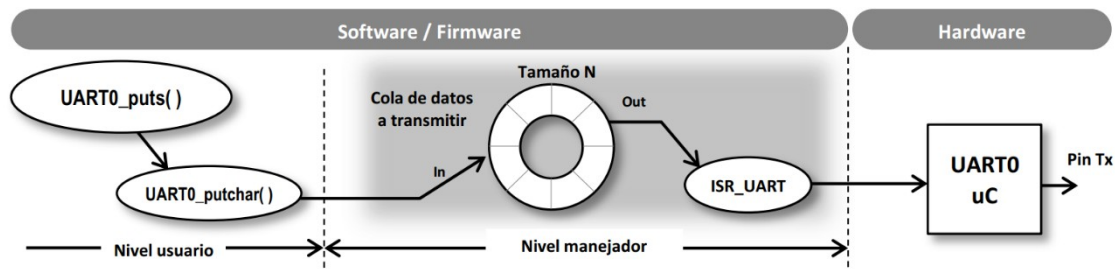 Software / Firmware
Hardware
Tamaño N
UART0_puts( )
Cola de datos
a transmitir
Out
In
UART0_putchar( )
ISR_UART
UART0
uC
Pin Tx
Nivel usuario
Nivel manejador